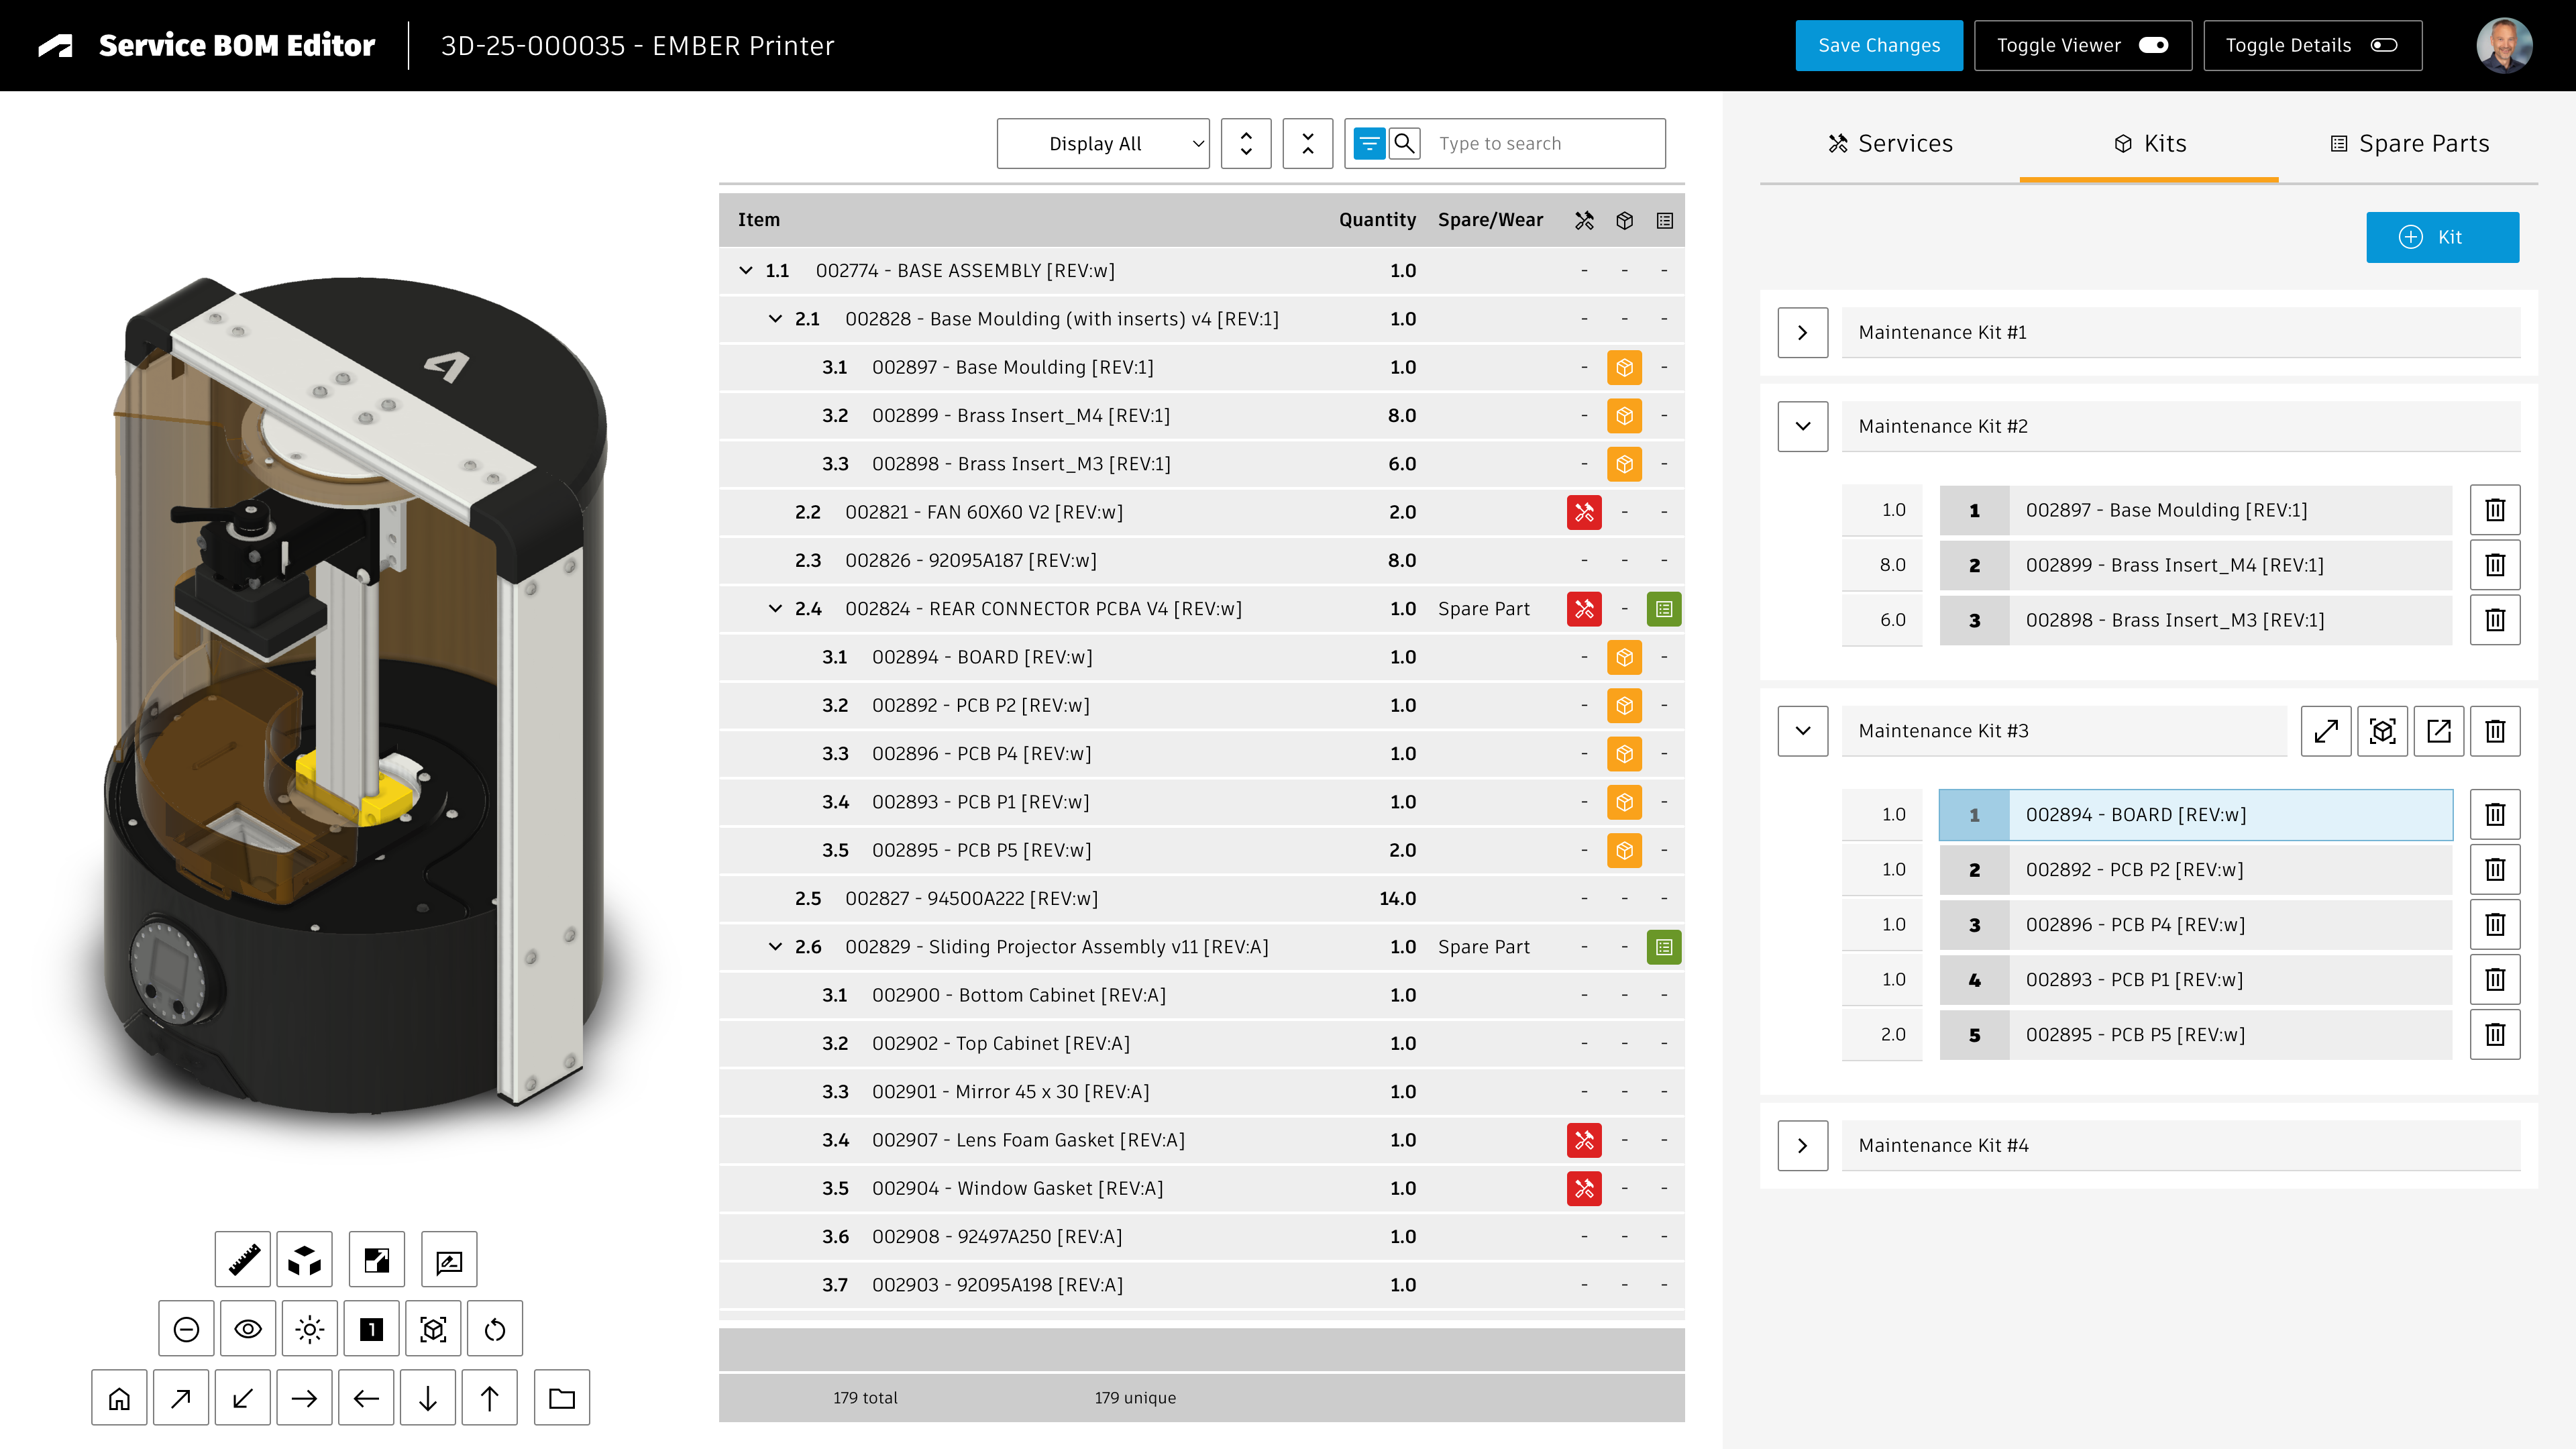 Service BOM Editor
3D-25-000035 - EMBER Printer
Save Changes
Toggle Viewer
Toggle Details
Display All
Type to search
Item Quantity Spare/Wear
1.1 002774 - BASE ASSEMBLY [REV:w] 1.0 - - -
2.1 002828 - Base Moulding (with inserts) v4 [REV:1] 1.0 - - -
3.1 002897 - Base Moulding [REV:1] 1.0 - -
3.2 002899 - Brass Insert_M4 [REV:1] 8.0 - -
3.3 002898 - Brass Insert_M3 [REV:1] 6.0 - -
2.2 002821 - FAN 60X60 V2 [REV:w] 2.0 - -
2.3 002826 - 92095A187 [REV:w] 8.0 - - -
2.4 002824 - REAR CONNECTOR PCBA V4 [REV:w] 1.0 Spare Part -
3.1 002894 - BOARD [REV:w] 1.0 - -
3.2 002892 - PCB P2 [REV:w] 1.0 - -
3.3 002896 - PCB P4 [REV:w] 1.0 - -
3.4 002893 - PCB P1 [REV:w] 1.0 - -
3.5 002895 - PCB P5 [REV:w] 2.0 - -
2.5 002827 - 94500A222 [REV:w] 14.0 - - -
2.6 002829 - Sliding Projector Assembly v11 [REV:A] 1.0 Spare Part - -
3.1 002900 - Bottom Cabinet [REV:A] 1.0 - - -
3.2 002902 - Top Cabinet [REV:A] 1.0 - - -
3.3 002901 - Mirror 45 x 30 [REV:A] 1.0 - - -
3.4 002907 - Lens Foam Gasket [REV:A] 1.0 - -
3.5 002904 - Window Gasket [REV:A] 1.0 - -
3.6 002908 - 92497A250 [REV:A] 1.0 - - -
3.7 002903 - 92095A198 [REV:A] 1.0 - - -
179 total 179 unique
Services
Kits
Spare Parts
Kit
Maintenance Kit #1
Maintenance Kit #2
1.0 1 002897 - Base Moulding [REV:1]
8.0 2 002899 - Brass Insert_M4 [REV:1]
6.0 3 002898 - Brass Insert_M3 [REV:1]
Maintenance Kit #3
1.0 1 002894 - BOARD [REV:w]
1.0 2 002892 - PCB P2 [REV:w]
1.0 3 002896 - PCB P4 [REV:w]
1.0 4 002893 - PCB P1 [REV:w]
2.0 5 002895 - PCB P5 [REV:w]
Maintenance Kit #4
1